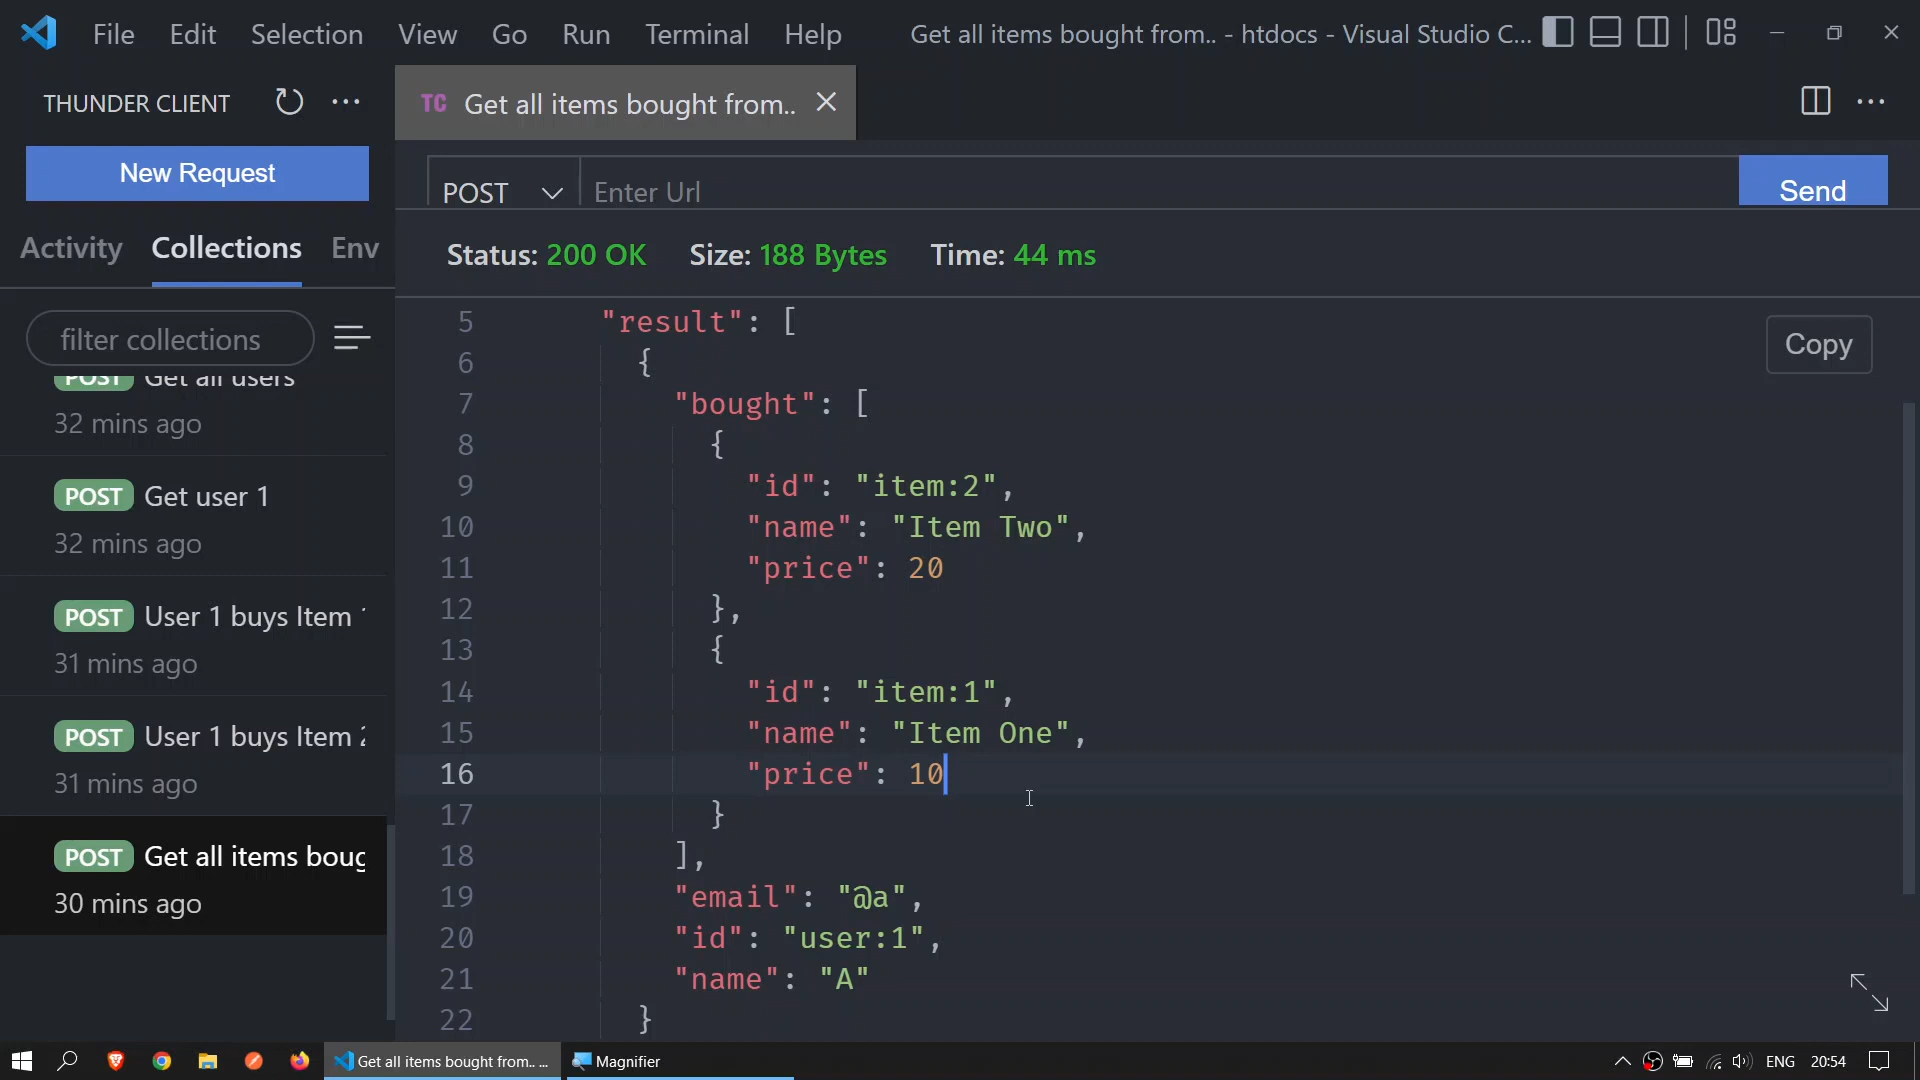 File Edit Selection View Go Run Terminal Help
Get all items bought from.. - htdocs - Visual Studio C...
THUNDER CLIENT
New Request
Activity Collections Env
filter collections
POST Get all users
32 mins ago
POST Get user 1
32 mins ago
POST User 1 buys Item
31 mins ago
POST User 1 buys Item 2
31 mins ago
POST Get all items boug
30 mins ago
TC Get all items bought from..
POST Enter Url Send
Status: 200 OK Size: 188 Bytes Time: 44 ms
Copy
5 "result": [
6 {
7 "bought": [
8 {
9 "id": "item:2",
10 "name": "Item Two",
11 "price": 20
12 },
13 {
14 "id": "item:1",
15 "name": "Item One",
16 "price": 10
17 }
18 ],
19 "email": "@a",
20 "id": "user:1",
21 "name": "A"
22 }
Get all items bought from.. ...
Magnifier
ENG 20:54